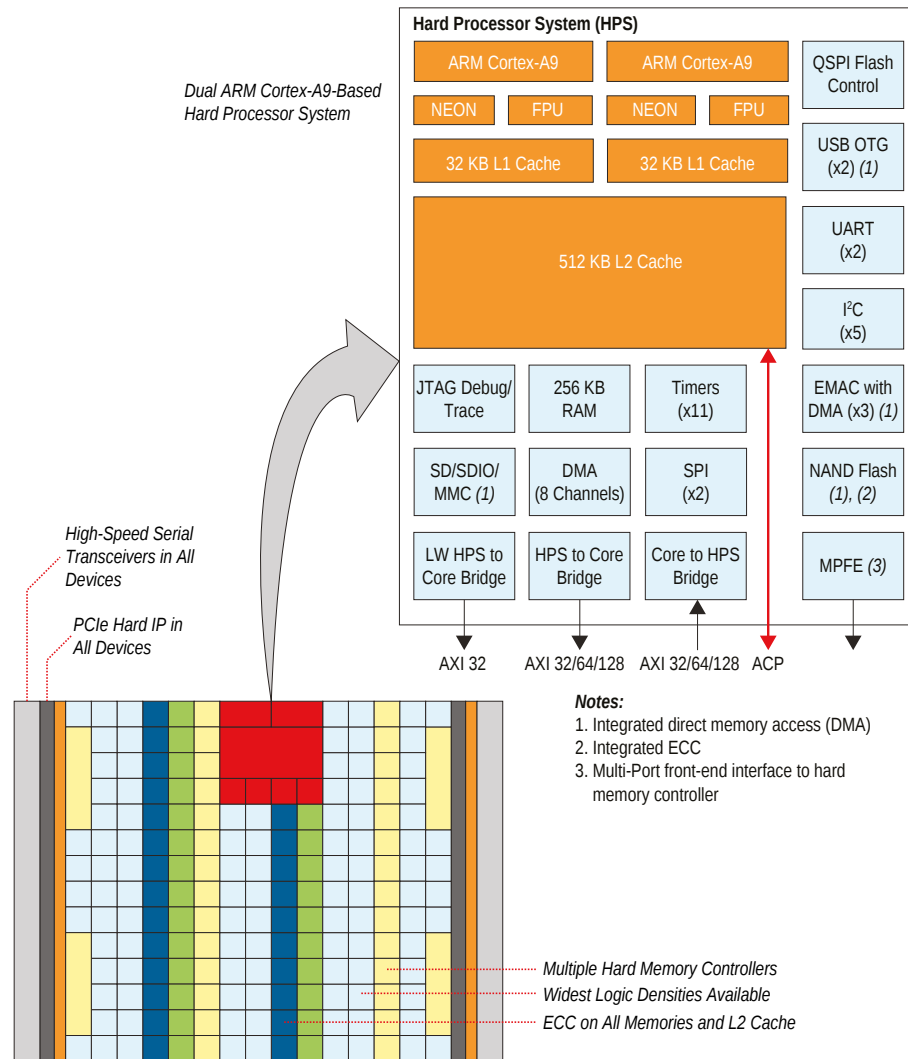 Hard Processor System (HPS)
Dual ARM Cortex-A9-Based
Hard Processor System
ARM Cortex-A9
ARM Cortex-A9
QSPI Flash
Control
NEON
FPU
NEON
FPU
USB OTG
(x2) (1)
32 KB L1 Cache
32 KB L1 Cache
512 KB L2 Cache
UART
(x2)
I²C
(x5)
JTAG Debug/
Trace
256 KB
RAM
Timers
(x11)
EMAC with
DMA (x3) (1)
SD/SDIO/
MMC (1)
DMA
(8 Channels)
SPI
(x2)
NAND Flash
(1), (2)
LW HPS to
Core Bridge
HPS to Core
Bridge
Core to HPS
Bridge
MPFE (3)
AXI 32
AXI 32/64/128
AXI 32/64/128
ACP
High-Speed Serial
Transceivers in All
Devices
PCIe Hard IP in
All Devices
Notes:
1. Integrated direct memory access (DMA)
2. Integrated ECC
3. Multi-Port front-end interface to hard
memory controller
Multiple Hard Memory Controllers
Widest Logic Densities Available
ECC on All Memories and L2 Cache